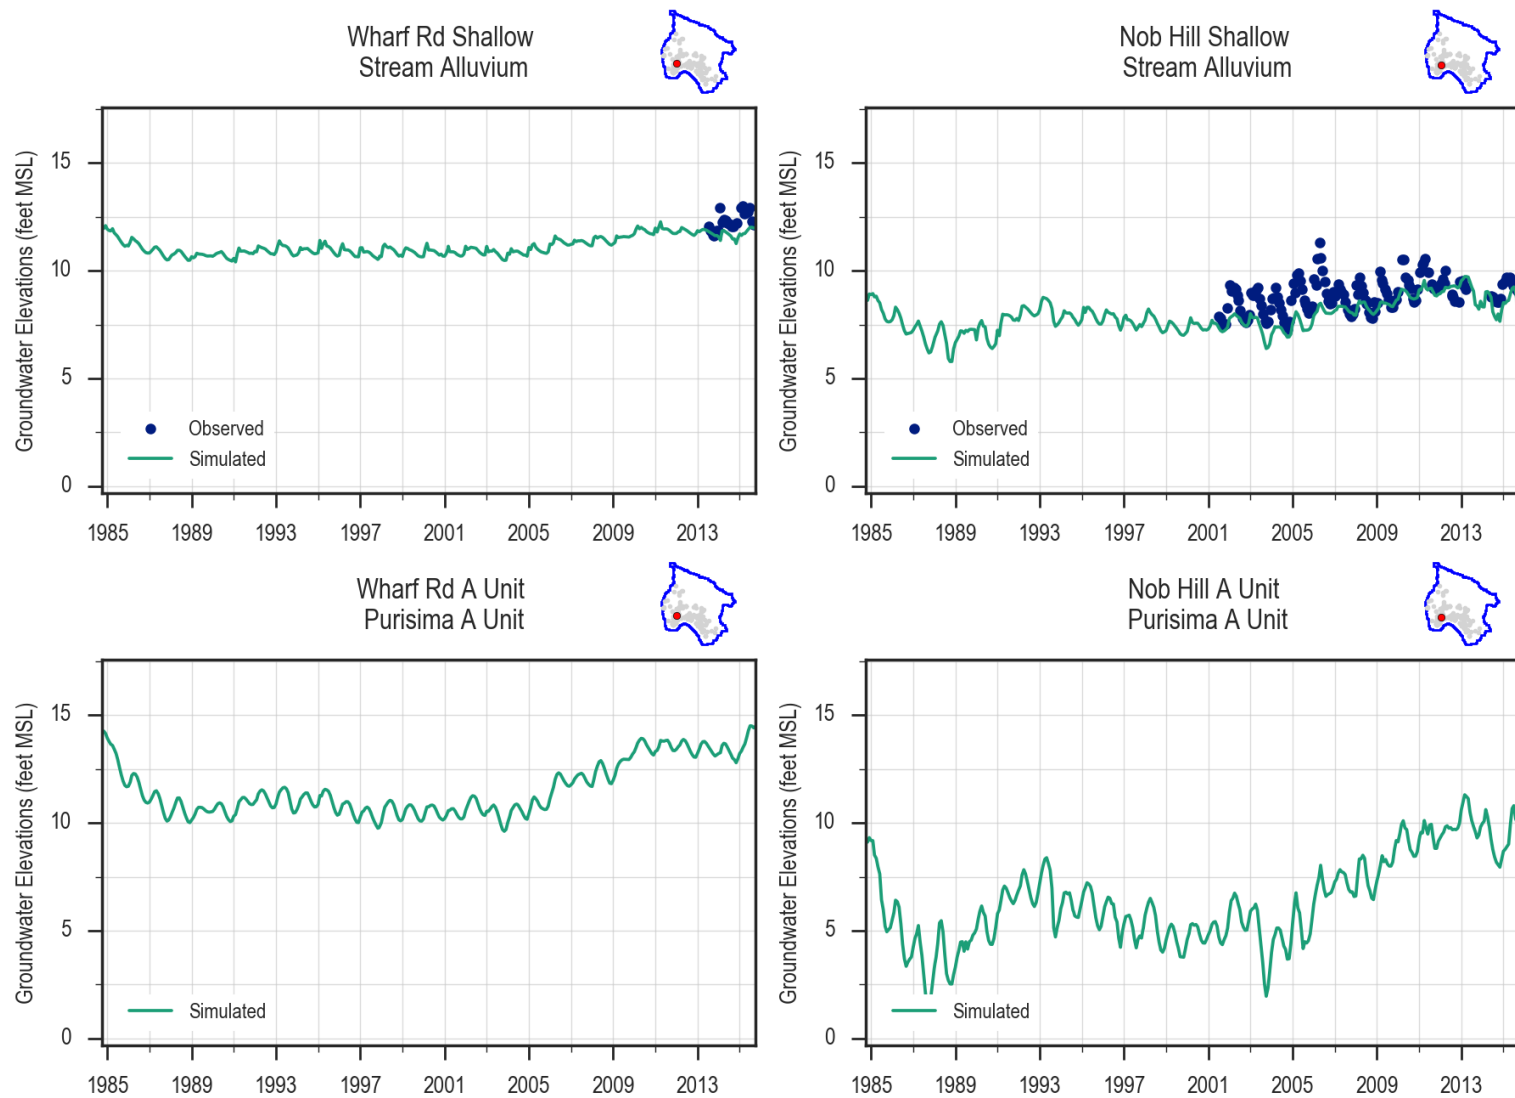 Wharf Rd Shallow
Stream Alluvium
Groundwater Elevations (feet MSL)
15
10
5
0
Observed
Simulated
1985 1989 1993 1997 2001 2005 2009 2013
Nob Hill Shallow
Stream Alluvium
Groundwater Elevations (feet MSL)
15
10
5
0
Observed
Simulated
1985 1989 1993 1997 2001 2005 2009 2013
Wharf Rd A Unit
Purisima A Unit
Groundwater Elevations (feet MSL)
15
10
5
0
Simulated
1985 1989 1993 1997 2001 2005 2009 2013
Nob Hill A Unit
Purisima A Unit
Groundwater Elevations (feet MSL)
15
10
5
0
Simulated
1985 1989 1993 1997 2001 2005 2009 2013